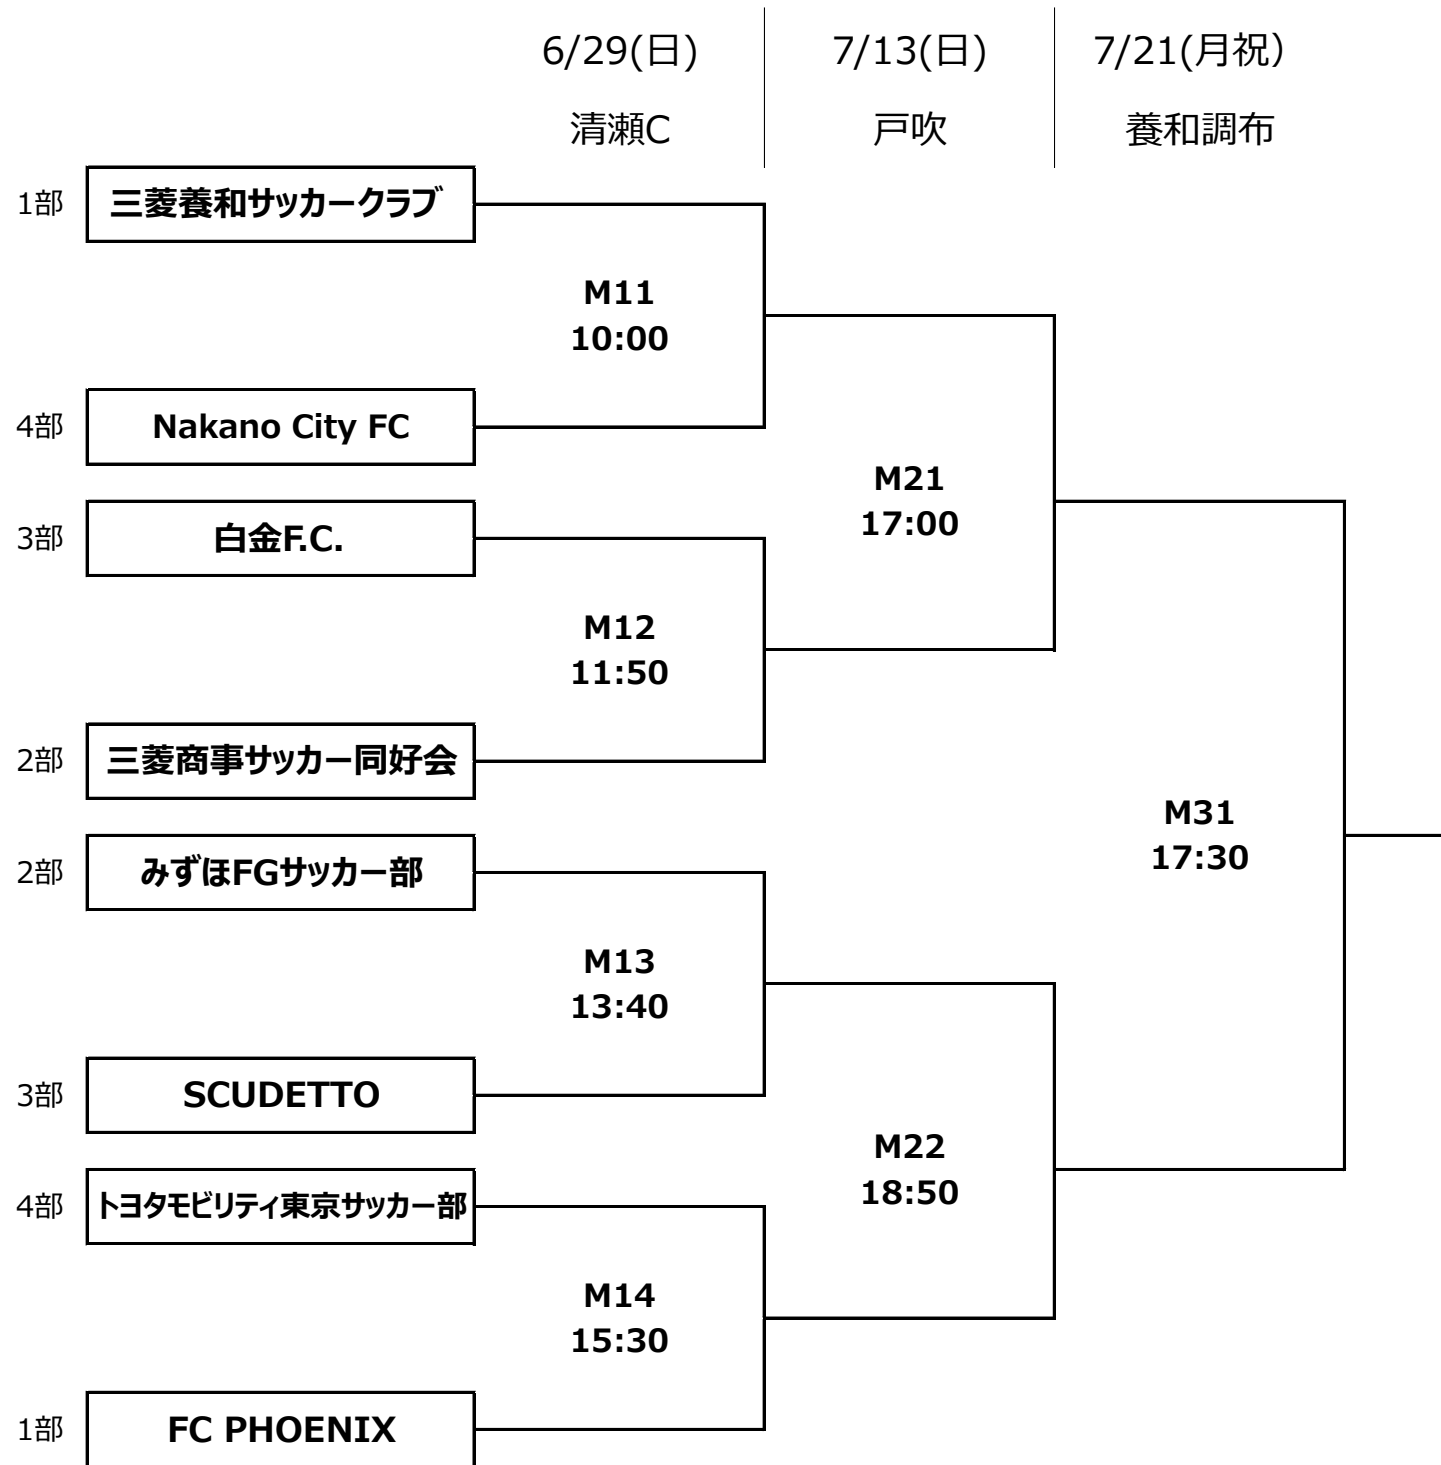 6/29(日) 7/13(日) 7/21(月祝）
清瀬C 戸吹 養和調布
1部 三菱養和サッカークラブ
M11
10:00
4部 Nakano City FC
M21
17:00
3部 白金F.C.
M12
11:50
2部 三菱商事サッカー同好会
M31
17:30
2部 みずほFGサッカー部
M13
13:40
3部 SCUDETTO
M22
18:50
4部 トヨタモビリティ東京サッカー部
M14
15:30
1部 FC PHOENIX